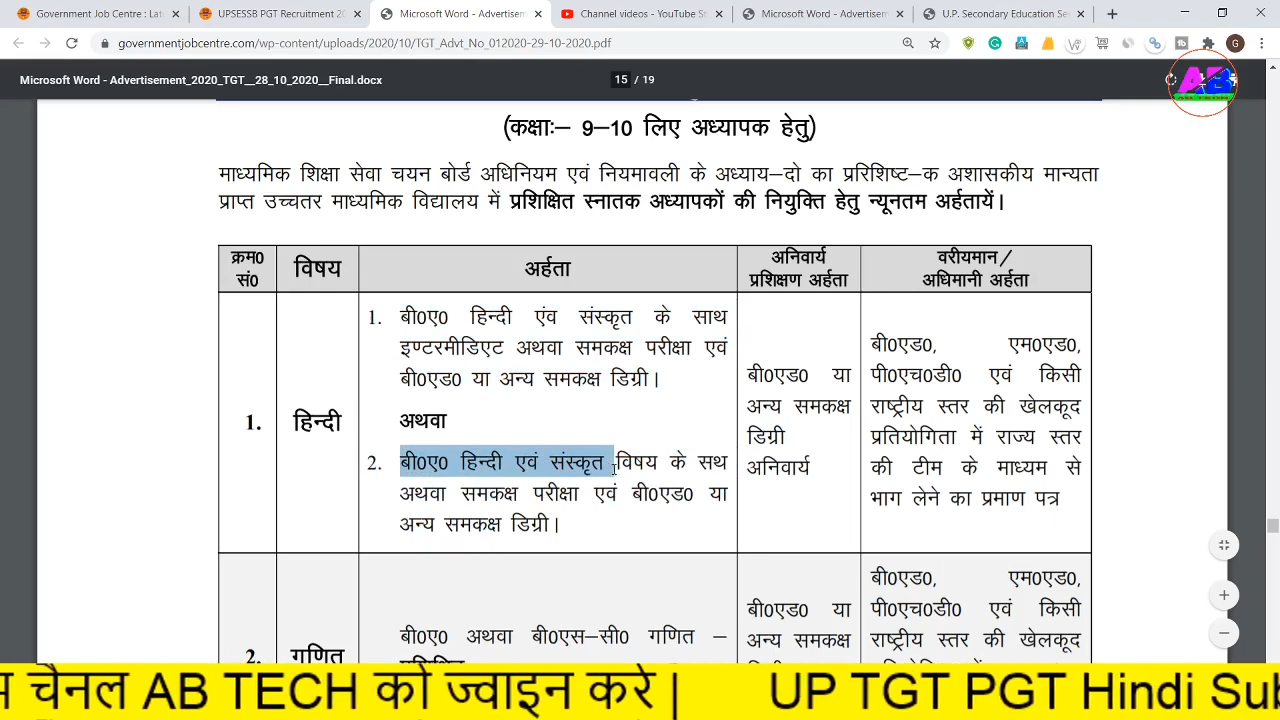 Government Job Centre : Lat
UPSESSB PGT Recruitment 20
Microsoft Word - Advertisemen
Channel videos - YouTube St
Microsoft Word - Advertisemen
U.P. Secondary Education Ser
governmentjobcentre.com/wp-content/uploads/2020/10/TGT_Advt_No_012020-29-10-2020.pdf
Microsoft Word - Advertisement_2020_TGT__28_10_2020__Final.docx
15 / 19
AB
(कक्षाः– 9–10 लिए अध्यापक हेतु)
माध्यमिक शिक्षा सेवा चयन बोर्ड अधिनियम एवं नियमावली के अध्याय–दो का प्ररिशिष्ट–क अशासकीय मान्यता
प्राप्त उच्चतर माध्यमिक विद्यालय में प्रशिक्षित स्नातक अध्यापकों की नियुक्ति हेतु न्यूनतम अर्हतायें।
क्रम0
सं0
विषय
अर्हता
अनिवार्य
प्रशिक्षण अर्हता
वरीयमान/
अधिमानी अर्हता
1.
हिन्दी
1. बी0ए0 हिन्दी एंव संस्कृत के साथ
इण्टरमीडिएट अथवा समकक्ष परीक्षा एवं
बी0एड0 या अन्य समकक्ष डिग्री।
अथवा
2. बी0ए0 हिन्दी एवं संस्कृत विषय के सथ
अथवा समकक्ष परीक्षा एवं बी0एड0 या
अन्य समकक्ष डिग्री।
बी0एड0 या
अन्य समकक्ष
डिग्री
अनिवार्य
बी0एड0, एम0एड0,
पी0एच0डी0 एवं किसी
राष्ट्रीय स्तर की खेलकूद
प्रतियोगिता में राज्य स्तर
की टीम के माध्यम से
भाग लेने का प्रमाण पत्र
2.
गणित
बी0ए0 अथवा बी0एस–सी0 गणित –
बी0एड0 या
अन्य समकक्ष
बी0एड0, एम0एड0,
पी0एच0डी0 एवं किसी
राष्ट्रीय स्तर की खेलकूद
चैनल AB TECH को ज्वाइन करे | UP TGT PGT Hindi Sub